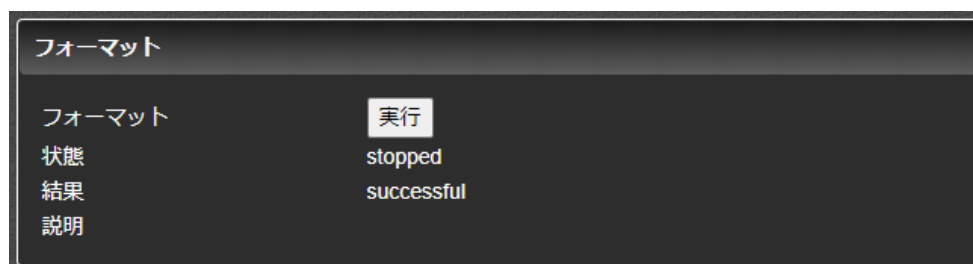 フォーマット
フォーマット 実行
状態 stopped
結果 successful
説明